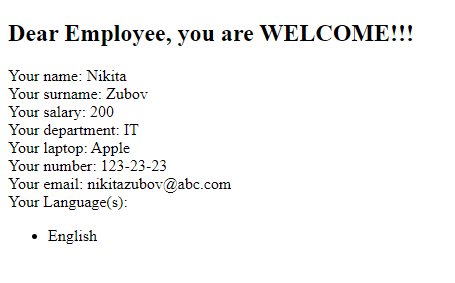 Dear Employee, you are WELCOME!!!
Your name: Nikita
Your surname: Zubov
Your salary: 200
Your department: IT
Your laptop: Apple
Your number: 123-23-23
Your email: nikitazubov@abc.com
Your Language(s):
• English